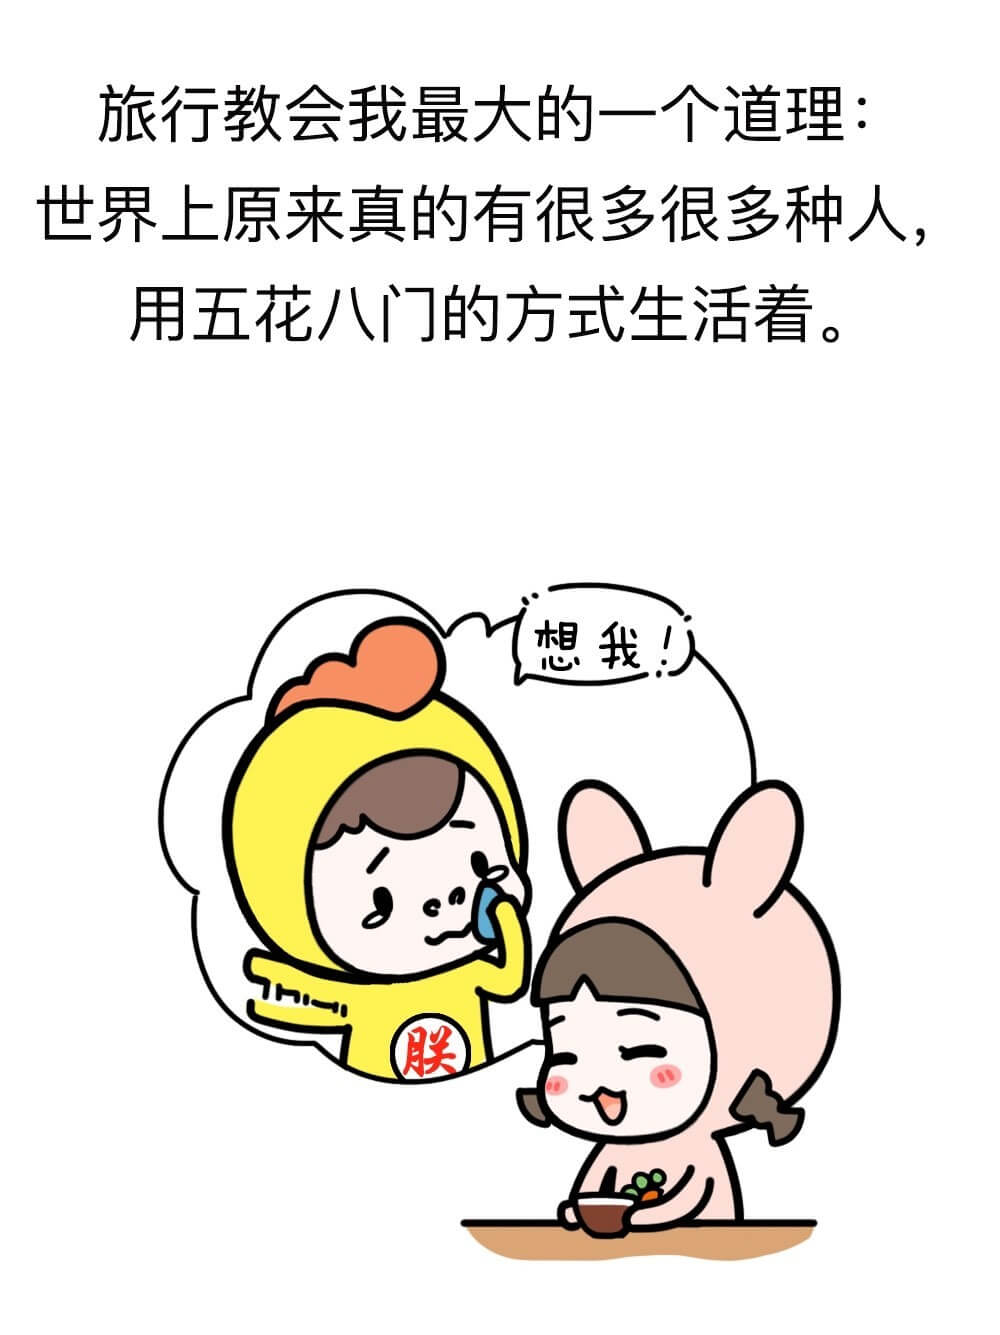 旅行教会我最大的一个道理：
世界上原来真的有很多很多种人，
用五花八门的方式生活着。
想我！
朕